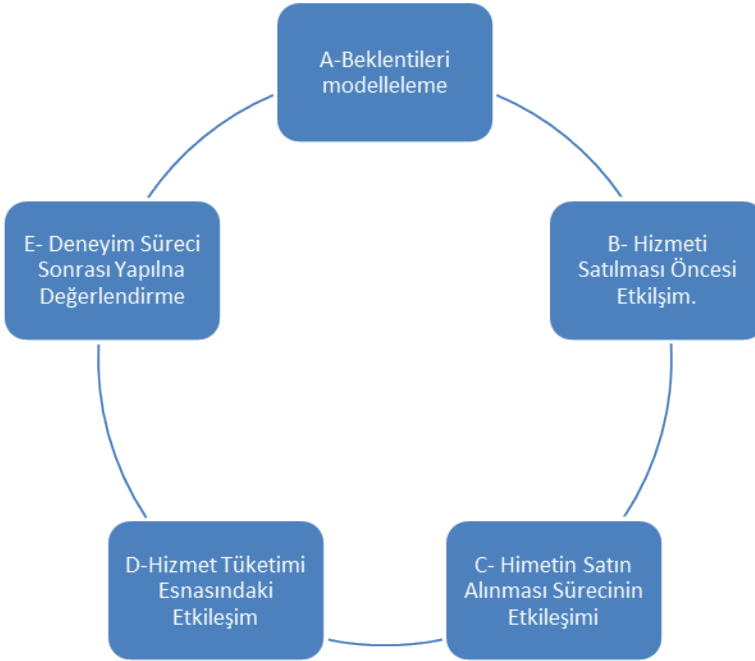 A-Beklentileri
modelleleme
B- Hizmeti
Satılması Öncesi
Etkilşim.
C- Himetin Satın
Alınması Sürecinin
Etkileşimi
D-Hizmet Tüketimi
Esnasındaki
Etkileşim
E- Deneyim Süreci
Sonrası Yapılna
Değerlendirme